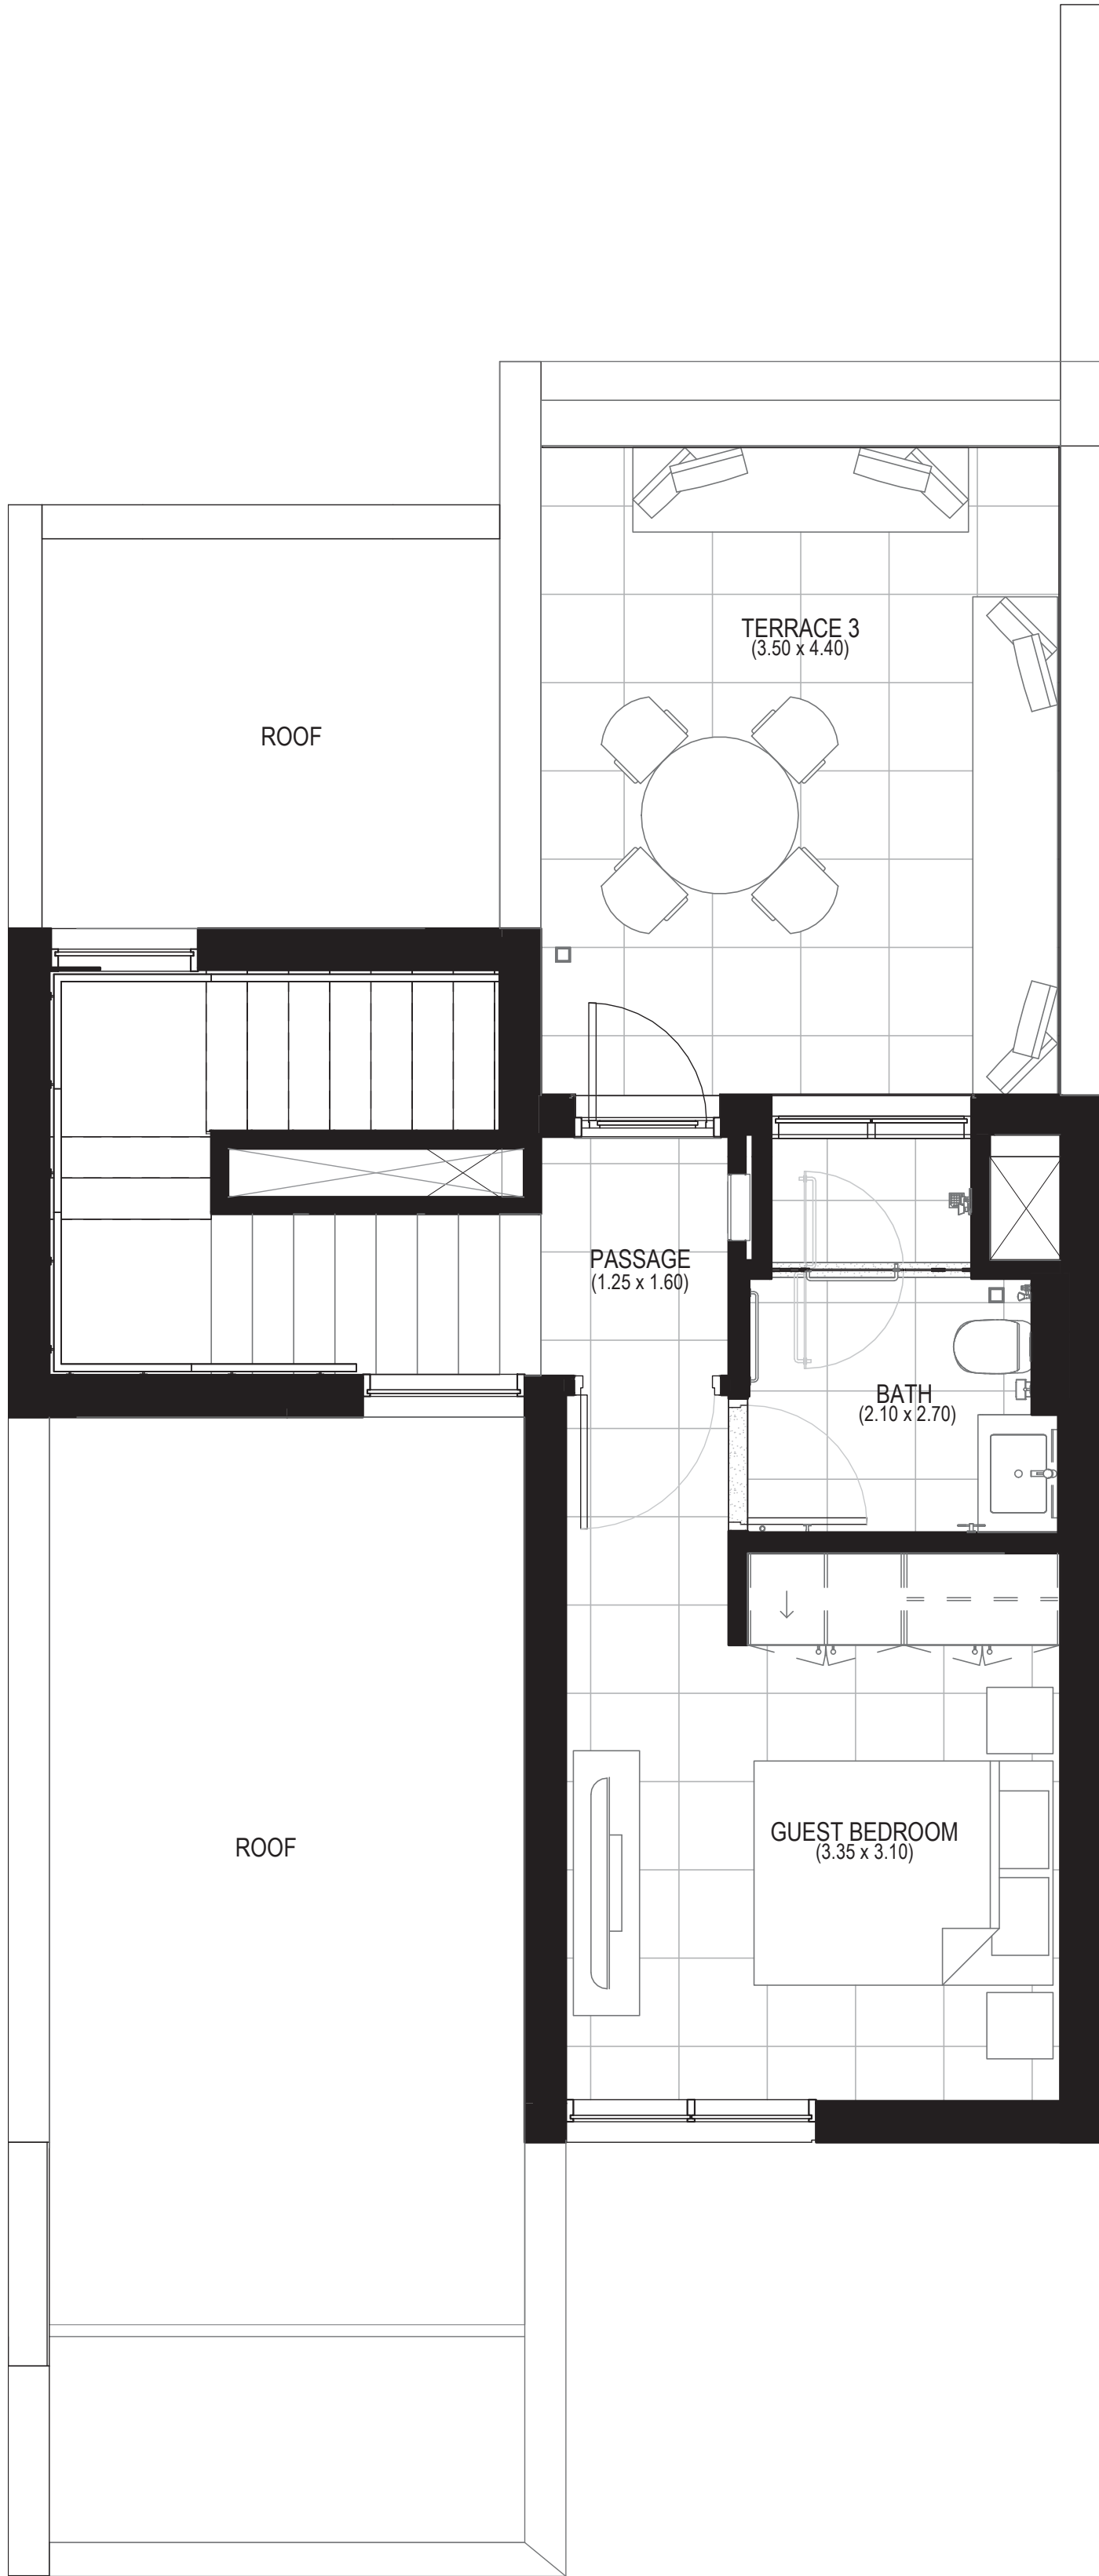 TERRACE 3
(3.50 x 4.40)
ROOF
PASSAGE
(1.25 x 1.60)
BATH
(2.10 x 2.70)
GUEST BEDROOM
(3.35 x 3.10)
ROOF